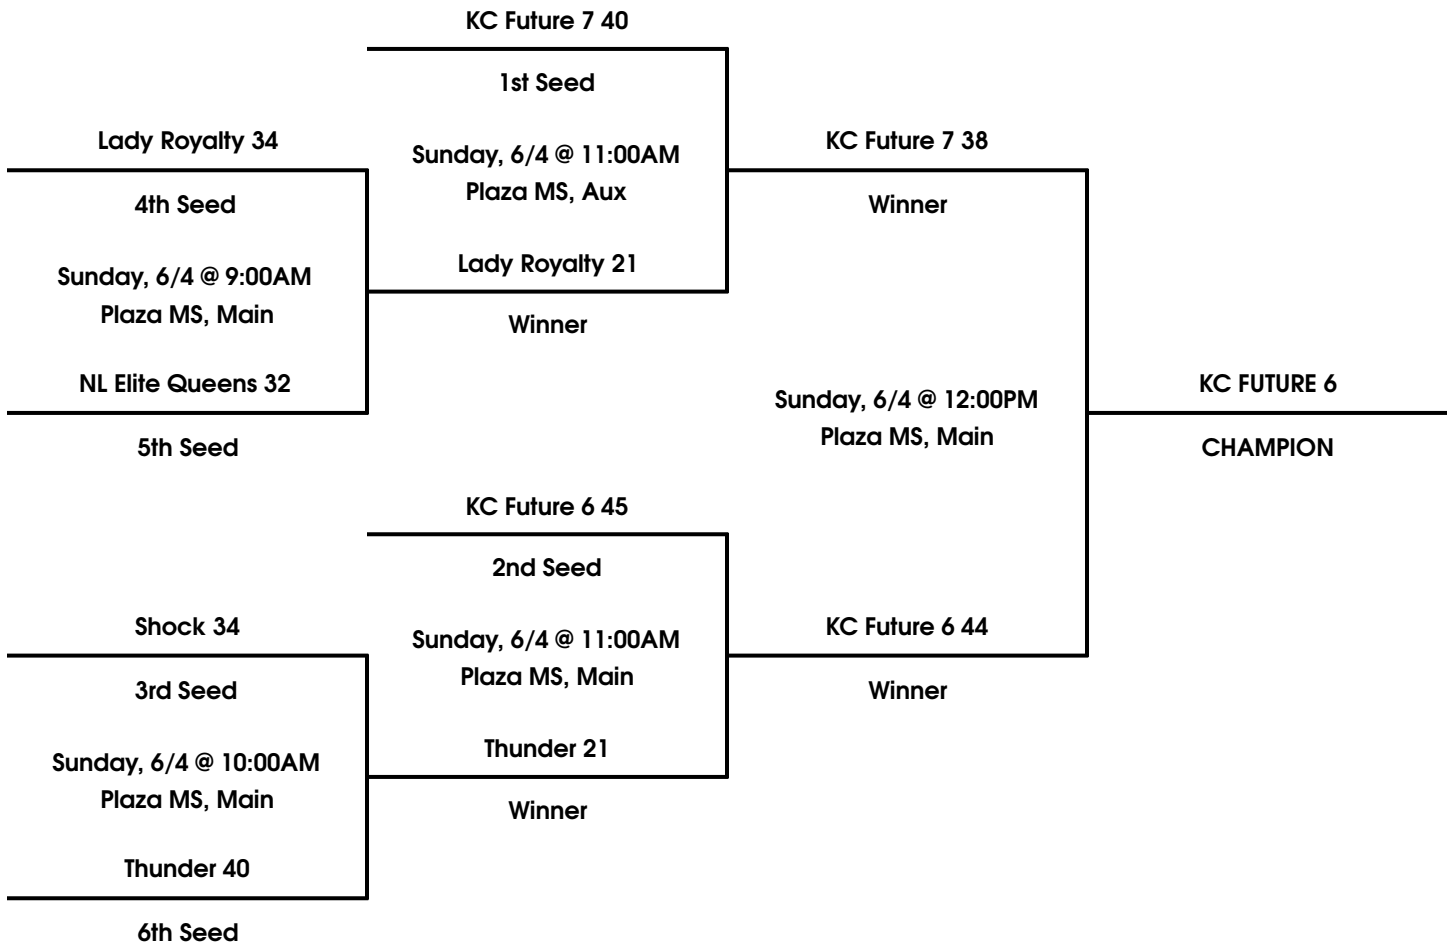 KC Future 7 40
1st Seed
Lady Royalty 34
Sunday, 6/4 @ 11:00AM
Plaza MS, Aux
KC Future 7 38
4th Seed
Winner
Sunday, 6/4 @ 9:00AM
Plaza MS, Main
Lady Royalty 21
Winner
NL Elite Queens 32
5th Seed
Sunday, 6/4 @ 12:00PM
Plaza MS, Main
KC FUTURE 6
CHAMPION
KC Future 6 45
2nd Seed
Shock 34
Sunday, 6/4 @ 11:00AM
Plaza MS, Main
KC Future 6 44
3rd Seed
Winner
Sunday, 6/4 @ 10:00AM
Plaza MS, Main
Thunder 21
Winner
Thunder 40
6th Seed